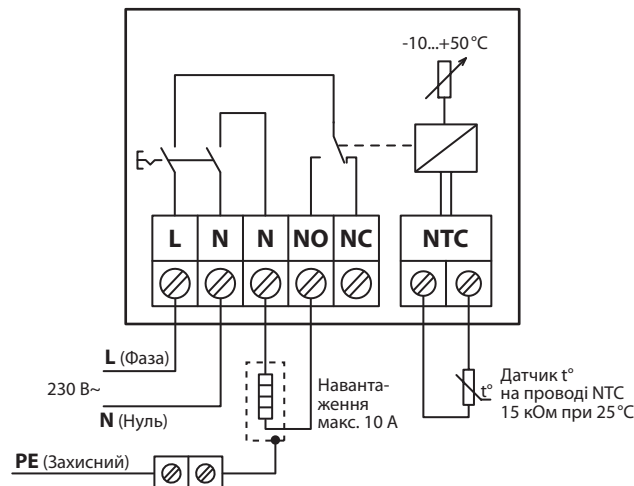 -10...+50 °C
L N N NO NC NTC
L (Фаза)
230 В~
N (Нуль)
Наванта-
ження
макс. 10 А
t°
Датчик t°
на проводі NTC
15 кОм при 25 °C
PE (Захисний)